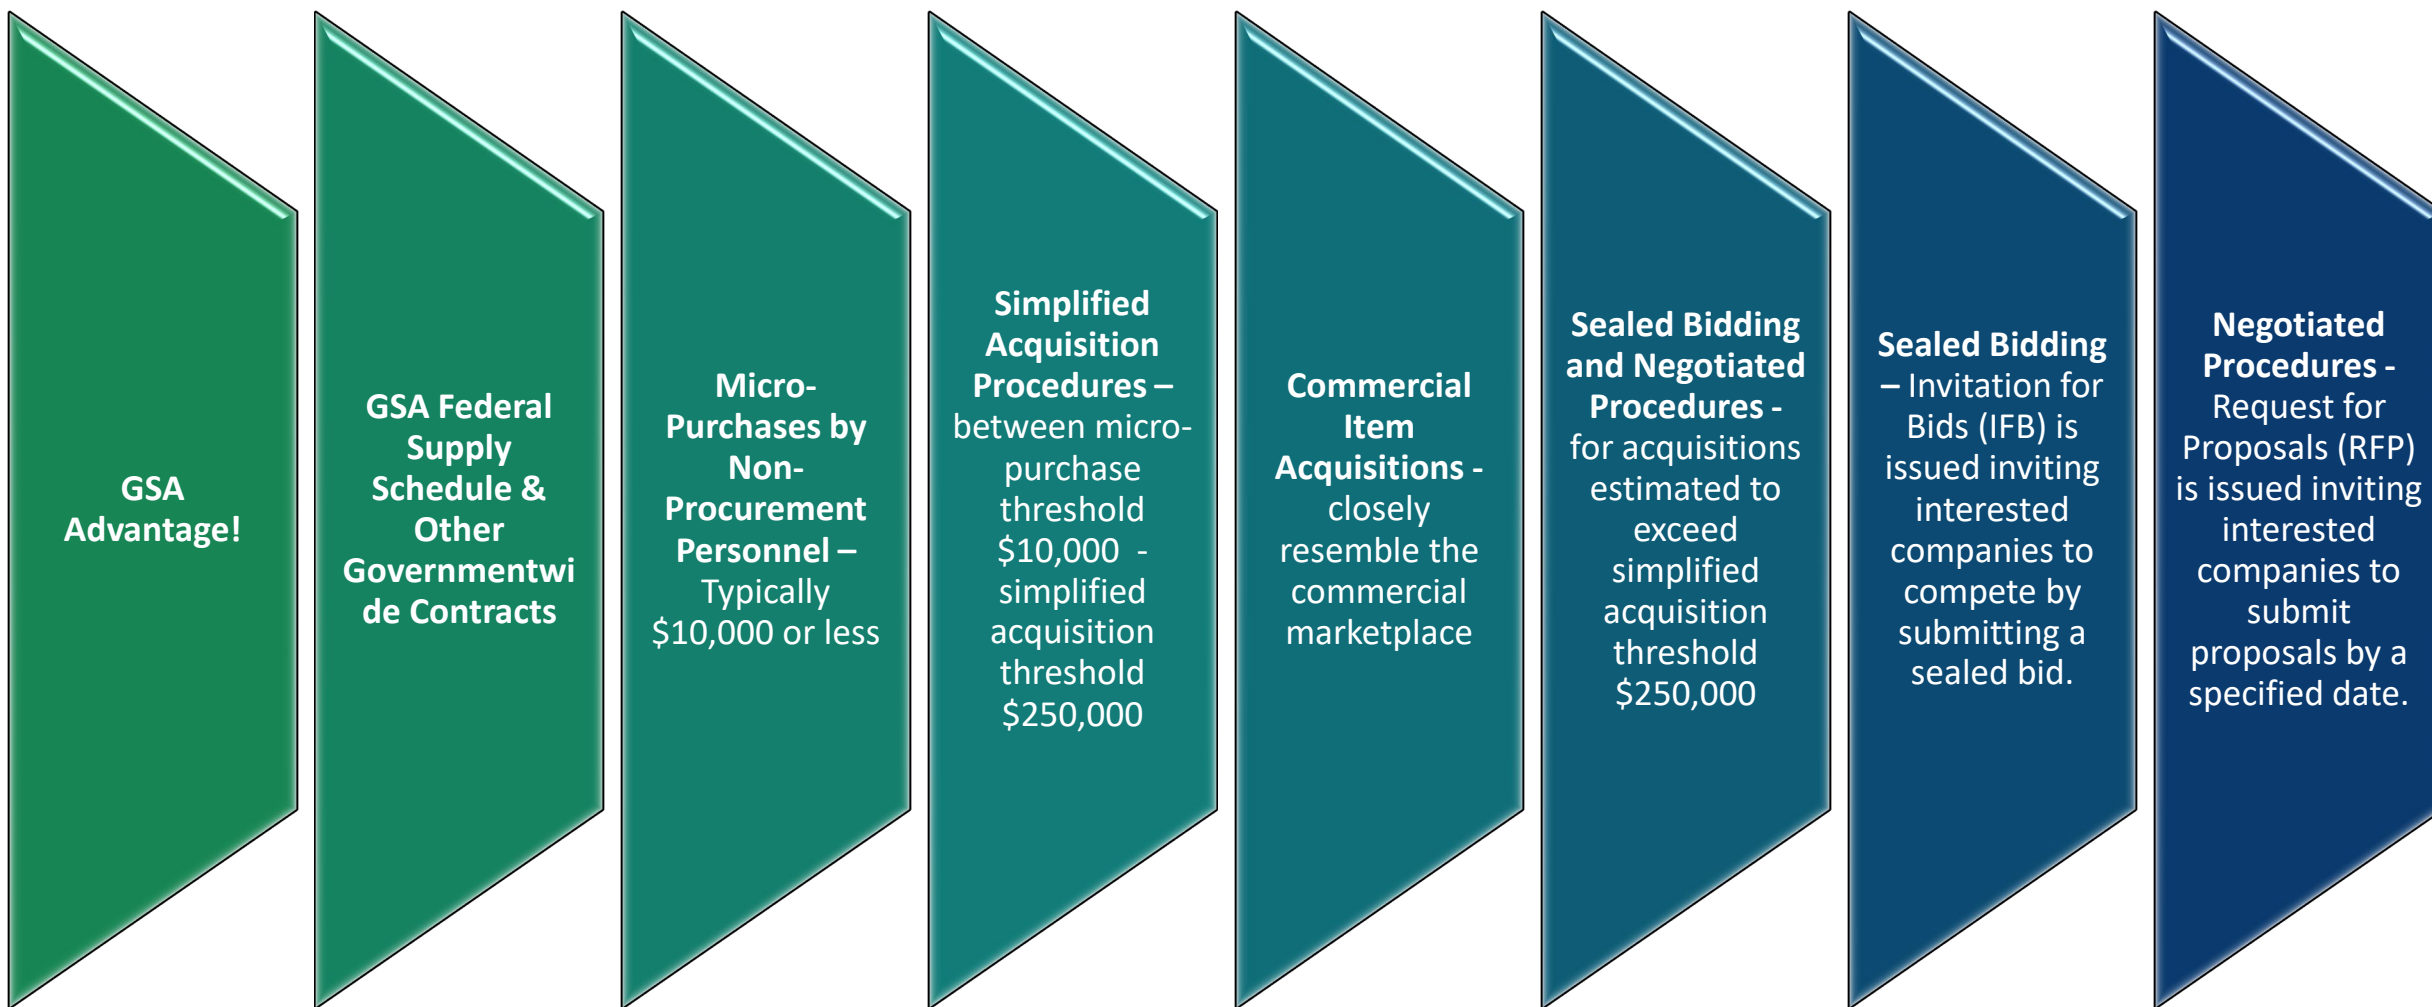 GSA
Advantage!
GSA Federal
Supply
Schedule &
Other
Governmentwi
de Contracts
Micro-
Purchases by
Non-
Procurement
Personnel –
Typically
$10,000 or less
Simplified
Acquisition
Procedures –
between micro-
purchase
threshold
$10,000  -
simplified
acquisition
threshold
$250,000
Commercial
Item
Acquisitions -
closely
resemble the
commercial
marketplace
Sealed Bidding
and Negotiated
Procedures -
for acquisitions
estimated to
exceed
simplified
acquisition
threshold
$250,000
Sealed Bidding
– Invitation for
Bids (IFB) is
issued inviting
interested
companies to
compete by
submitting a
sealed bid.
Negotiated
Procedures -
Request for
Proposals (RFP)
is issued inviting
interested
companies to
submit
proposals by a
specified date.